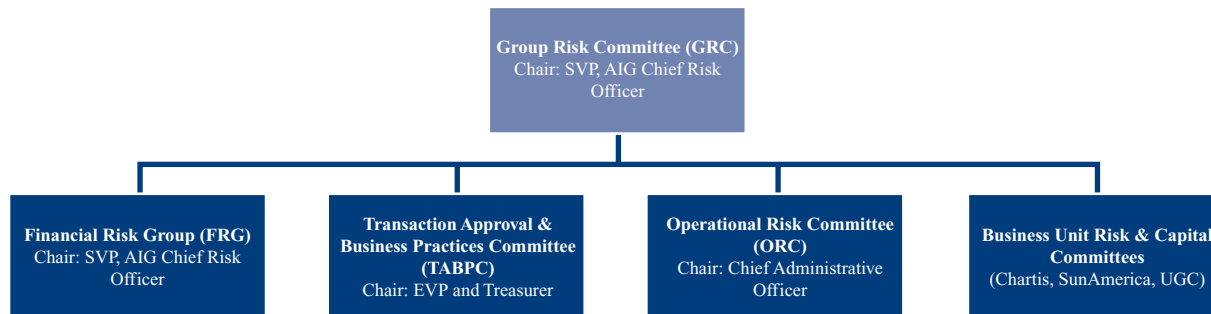 Group Risk Committee (GRC)
Chair: SVP, AIG Chief Risk
Officer
Financial Risk Group (FRG)
Chair: SVP, AIG Chief Risk
Officer
Transaction Approval &
Business Practices Committee
(TABPC)
Chair: EVP and Treasurer
Operational Risk Committee
(ORC)
Chair: Chief Administrative
Officer
Business Unit Risk & Capital
Committees
(Chartis, SunAmerica, UGC)